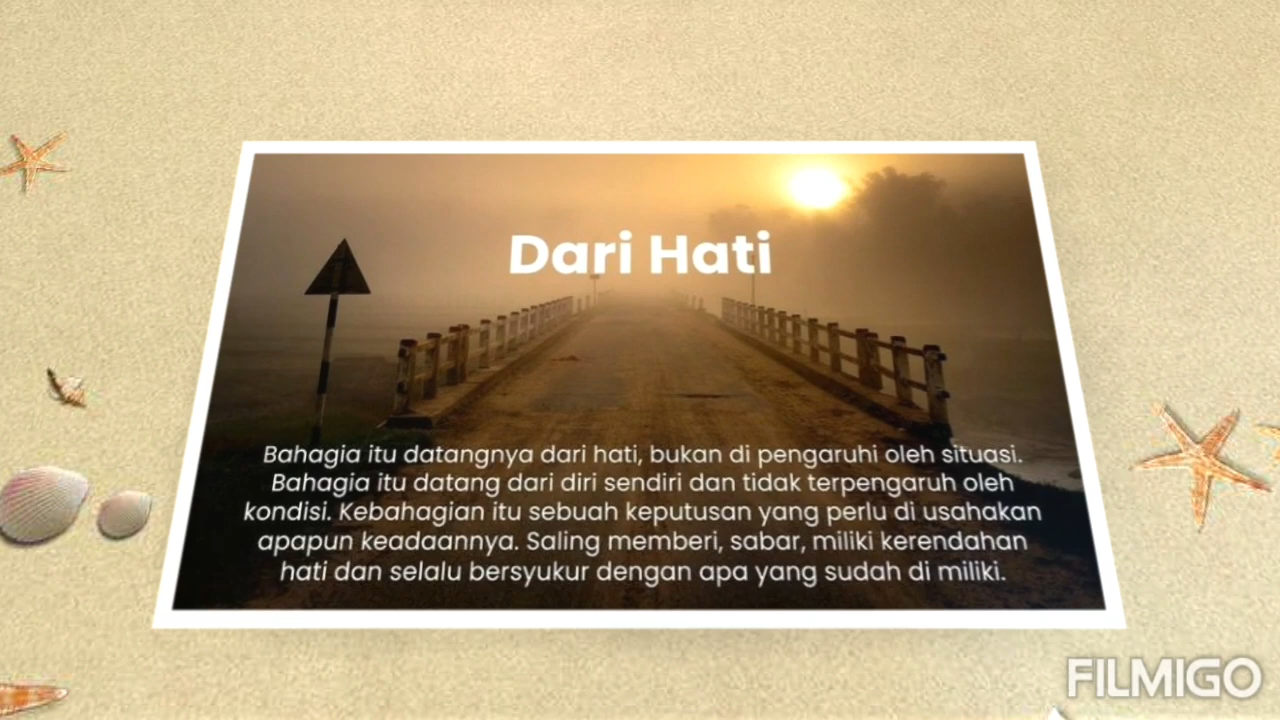 Dari Hati
Bahagia itu datangnya dari hati, bukan di pengaruhi oleh situasi.
Bahagia itu datang dari diri sendiri dan tidak terpengaruh oleh
kondisi. Kebahagian itu sebuah keputusan yang perlu di usahakan
apapun keadaannya. Saling memberi, sabar, miliki kerendahan
hati dan selalu bersyukur dengan apa yang sudah di miliki.
FILMIGO